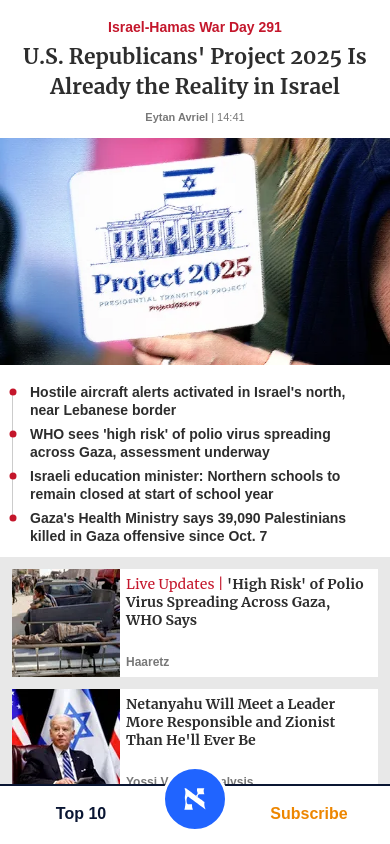 Israel-Hamas War Day 291
U.S. Republicans' Project 2025 Is
Already the Reality in Israel
Eytan Avriel | 14:41
Project 2025
PRESIDENTIAL TRANSITION PROJECT
Project2025.org
Hostile aircraft alerts activated in Israel's north,
near Lebanese border
WHO sees 'high risk' of polio virus spreading
across Gaza, assessment underway
Israeli education minister: Northern schools to
remain closed at start of school year
Gaza's Health Ministry says 39,090 Palestinians
killed in Gaza offensive since Oct. 7
Live Updates | 'High Risk' of Polio
Virus Spreading Across Gaza,
WHO Says
Haaretz
Netanyahu Will Meet a Leader
More Responsible and Zionist
Than He'll Ever Be
Yossi
Top 10
Subscribe